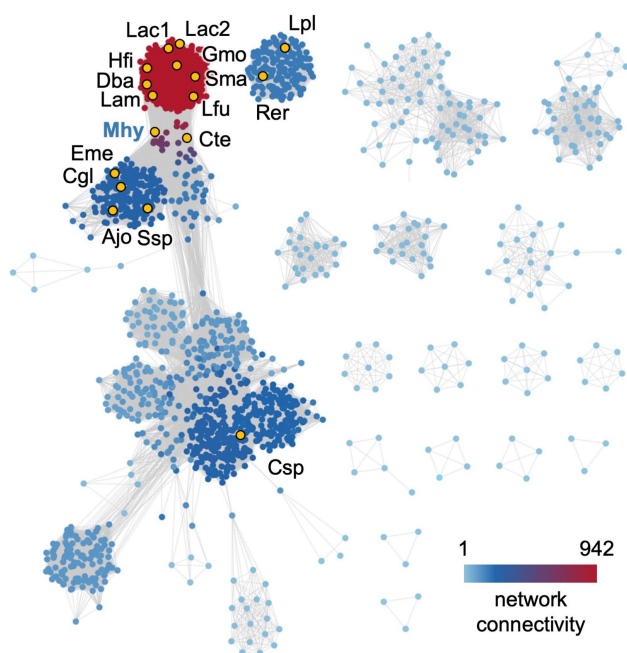 Lac1 Lac2
Lpl
Hfi
Gmo
Dba
Sma
Lam
Lfu
Rer
Mhy
Cte
Eme
Cgl
Ajo Ssp
Csp
1 942
network
connectivity